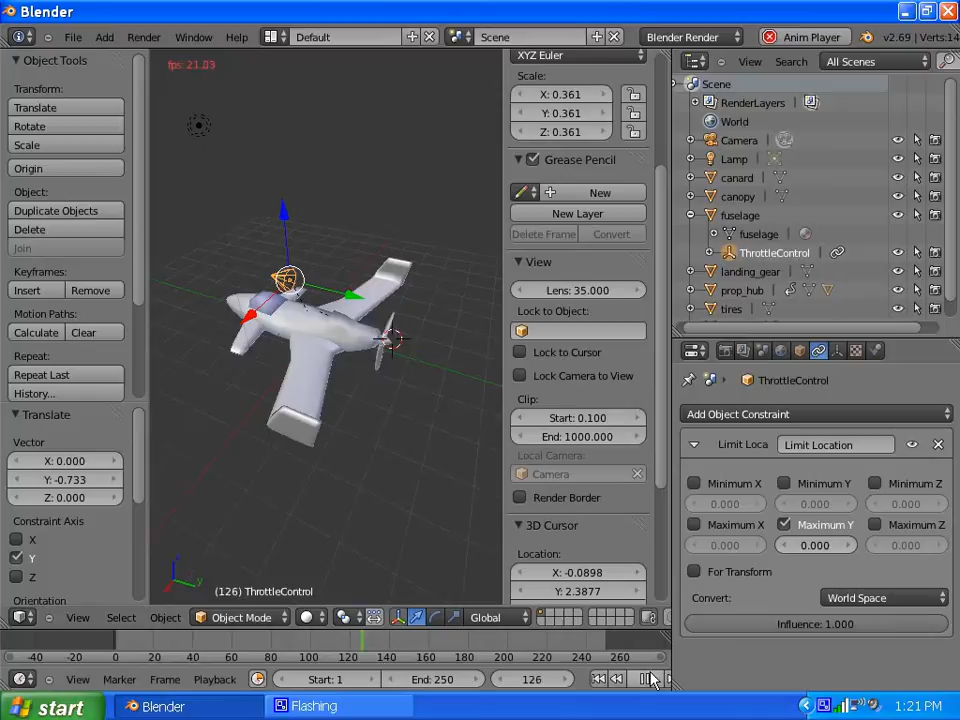 Blender
File Add Render Window Help Default Scene Blender Render Anim Player v2.69 | Verts:14
Object Tools
Transform:
Translate
Rotate
Scale
Origin
Object:
Duplicate Objects
Delete
Join
Keyframes:
Insert Remove
Motion Paths:
Calculate Clear
Repeat:
Repeat Last
History...
Translate
Vector
X: 0.000
Y: -0.733
Z: 0.000
Constraint Axis
X
Y
Z
Orientation
fps: 21.03
(126) ThrottleControl
XYZ Euler
Scale:
X: 0.361
Y: 0.361
Z: 0.361
Grease Pencil
New
New Layer
Delete Frame Convert
View
Lens: 35.000
Lock to Object:
Lock to Cursor
Lock Camera to View
Clip:
Start: 0.100
End: 1000.000
Local Camera:
Camera
Render Border
3D Cursor
Location:
X: -0.0898
Y: 2.3877
View Search All Scenes
Scene
RenderLayers
World
Camera
Lamp
canard
canopy
fuselage
fuselage
ThrottleControl
landing_gear
prop_hub
tires
ThrottleControl
Add Object Constraint
Limit Loca Limit Location
Minimum X Minimum Y Minimum Z
0.000 0.000 0.000
Maximum X Maximum Y Maximum Z
0.000 0.000 0.000
For Transform
Convert: World Space
Influence: 1.000
View Select Object Object Mode Global
-40 -20 0 20 40 60 80 100 120 140 160 180 200 220 240 260
View Marker Frame Playback Start: 1 End: 250 126
start Blender Flashing 1:21 PM